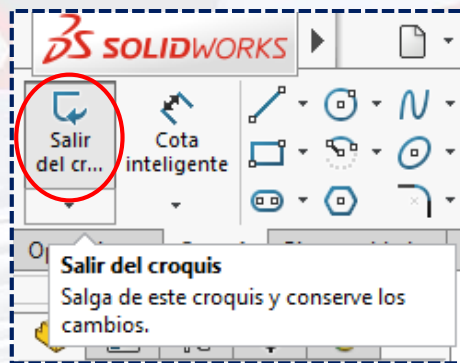 SOLIDWORKS
Salir
del cr...
Cota
inteligente
Salir del croquis
Salga de este croquis y conserve los
cambios.